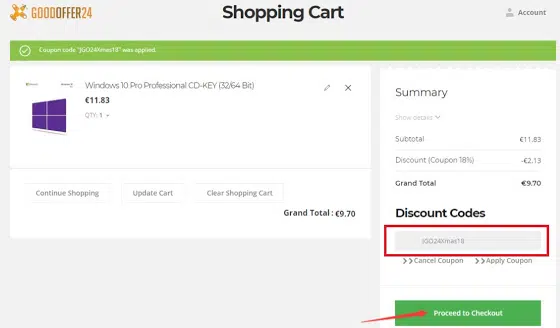 GOODOFFER24
Shopping Cart
Account
Coupon code "JGO24Xmas18" was applied.
Windows 10 Pro Professional CD-KEY (32/64 Bit)
€11.83
QTY: 1
Continue Shopping
Update Cart
Clear Shopping Cart
Grand Total : €9.70
Summary
Show details
Subtotal €11.83
Discount (Coupon 18%) -€2.13
Grand Total €9.70
Discount Codes
JGO24Xmas18
Cancel Coupon Apply Coupon
Proceed to Checkout